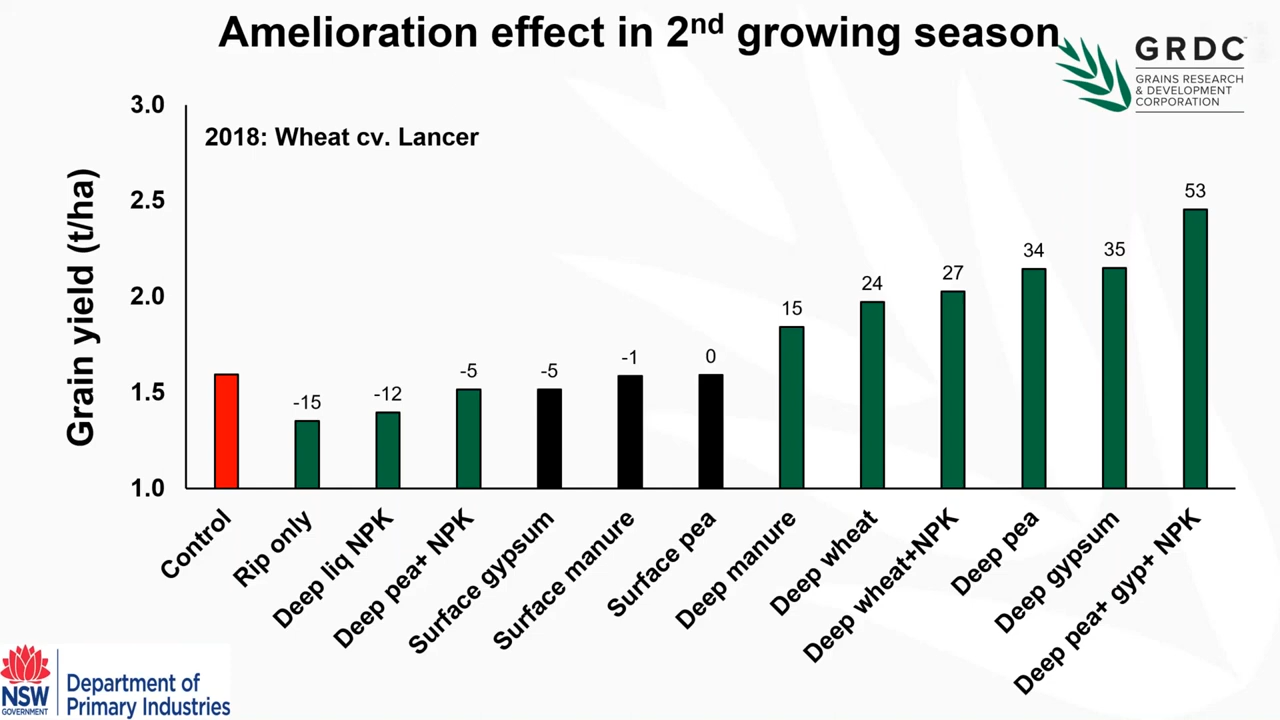 Amelioration effect in 2nd growing season
GRDC
GRAINS RESEARCH
& DEVELOPMENT
CORPORATION
2018: Wheat cv. Lancer
Grain yield (t/ha)
3.0
2.5
2.0
1.5
1.0
-15
-12
-5
-5
-1
0
15
24
27
34
35
53
Control
Rip only
Deep liq NPK
Deep pea+ NPK
Surface gypsum
Surface manure
Surface pea
Deep manure
Deep wheat
Deep wheat+NPK
Deep pea
Deep gypsum
Deep pea+ gyp+ NPK
NSW
GOVERNMENT
Department of
Primary Industries